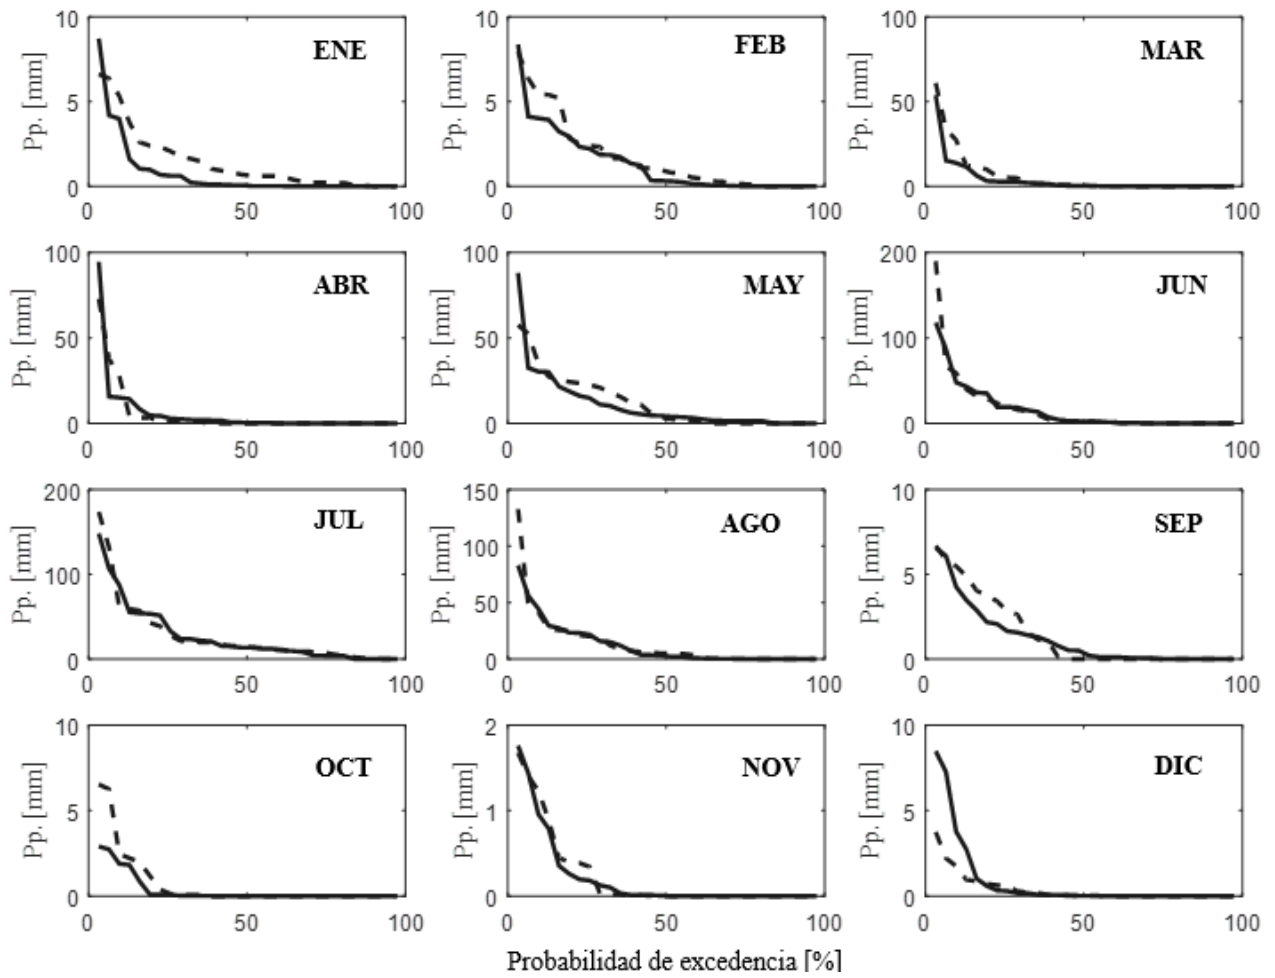 10 10 100
ENE FEB MAR
Pp. [mm] 5 Pp. [mm] 5 Pp. [mm] 50
0 0 0
0 50 100 0 50 100 0 50 100
100 100 200
ABR MAY JUN
Pp. [mm] 50 Pp. [mm] 50 Pp. [mm] 100
0 0 0
0 50 100 0 50 100 0 50 100
200 150 10
JUL AGO SEP
100
Pp. [mm] 100 Pp. [mm] Pp. [mm] 5
50
0 0 0
0 50 100 0 50 100 0 50 100
10 2 10
OCT NOV DIC
Pp. [mm] 5 Pp. [mm] 1 Pp. [mm] 5
0 0 0
0 50 100 0 50 100 0 50 100
Probabilidad de excedencia [%]